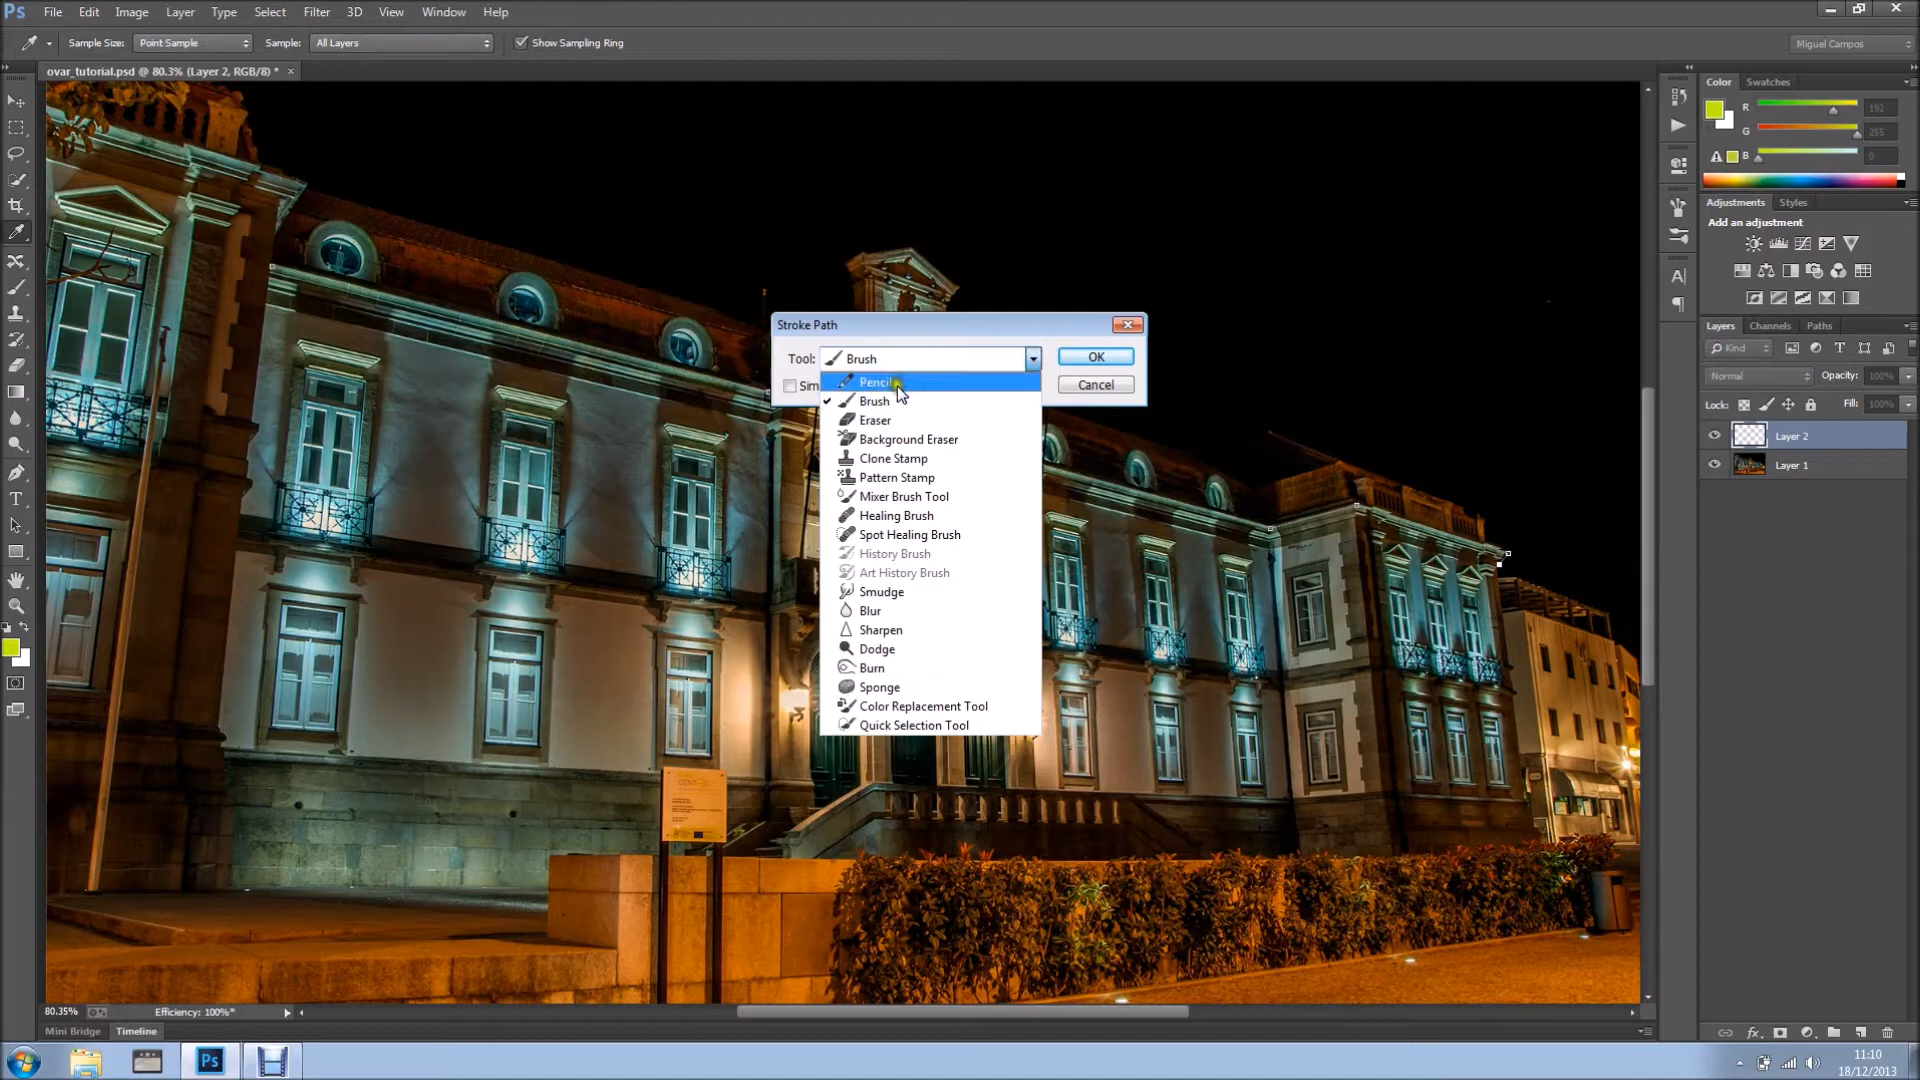 Ps File Edit Image Layer Type Select Filter 3D View Window Help
Sample Size: Point Sample Sample: All Layers Show Sampling Ring Miguel Campos
ovar_tutorial.psd @ 80.3% (Layer 2, RGB/8) * ×
Color Swatches
R 192
G 255
B 0
Adjustments Styles
Add an adjustment
Layers Channels Paths
Kind
Normal Opacity: 100%
Lock: Fill: 100%
Layer 2
Layer 1
Stroke Path
Tool: Brush OK
Sim Cancel
Pencil
Brush
Eraser
Background Eraser
Clone Stamp
Pattern Stamp
Mixer Brush Tool
Healing Brush
Spot Healing Brush
History Brush
Art History Brush
Smudge
Blur
Sharpen
Dodge
Burn
Sponge
Color Replacement Tool
Quick Selection Tool
80.35% Efficiency: 100%*
Mini Bridge Timeline
Ps
11:10
18/12/2013